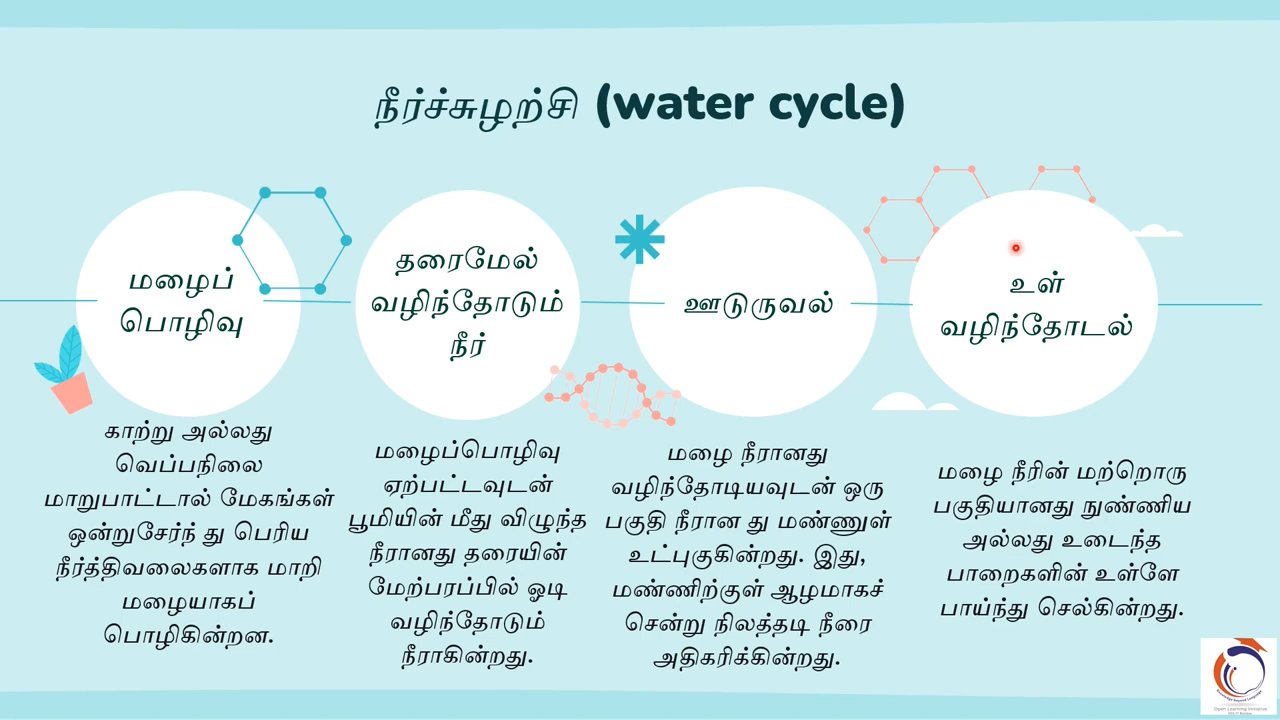 நீர்ச்சுழற்சி (water cycle)
மழைப்
பொழிவு
காற்று அல்லது
வெப்பநிலை
மாறுபாட்டால் மேகங்கள்
ஒன்றுசேர்ந் து பெரிய
நீர்த்திவலைகளாக மாறி
மழையாகப்
பொழிகின்றன.
தரைமேல்
வழிந்தோடும்
நீர்
மழைப்பொழிவு
ஏற்பட்டவுடன்
பூமியின் மீது விழுந்த
நீரானது தரையின்
மேற்பரப்பில் ஓடி
வழிந்தோடும்
நீராகின்றது.
ஊடுருவல்
மழை நீரானது
வழிந்தோடியவுடன் ஒரு
பகுதி நீரான து மண்ணுள்
உட்புகுகின்றது. இது,
மண்ணிற்குள் ஆழமாகச்
சென்று நிலத்தடி நீரை
அதிகரிக்கின்றது.
உள்
வழிந்தோடல்
மழை நீரின் மற்றொரு
பகுதியானது நுண்ணிய
அல்லது உடைந்த
பாறைகளின் உள்ளே
பாய்ந்து செல்கின்றது.
Open Learning Initiative